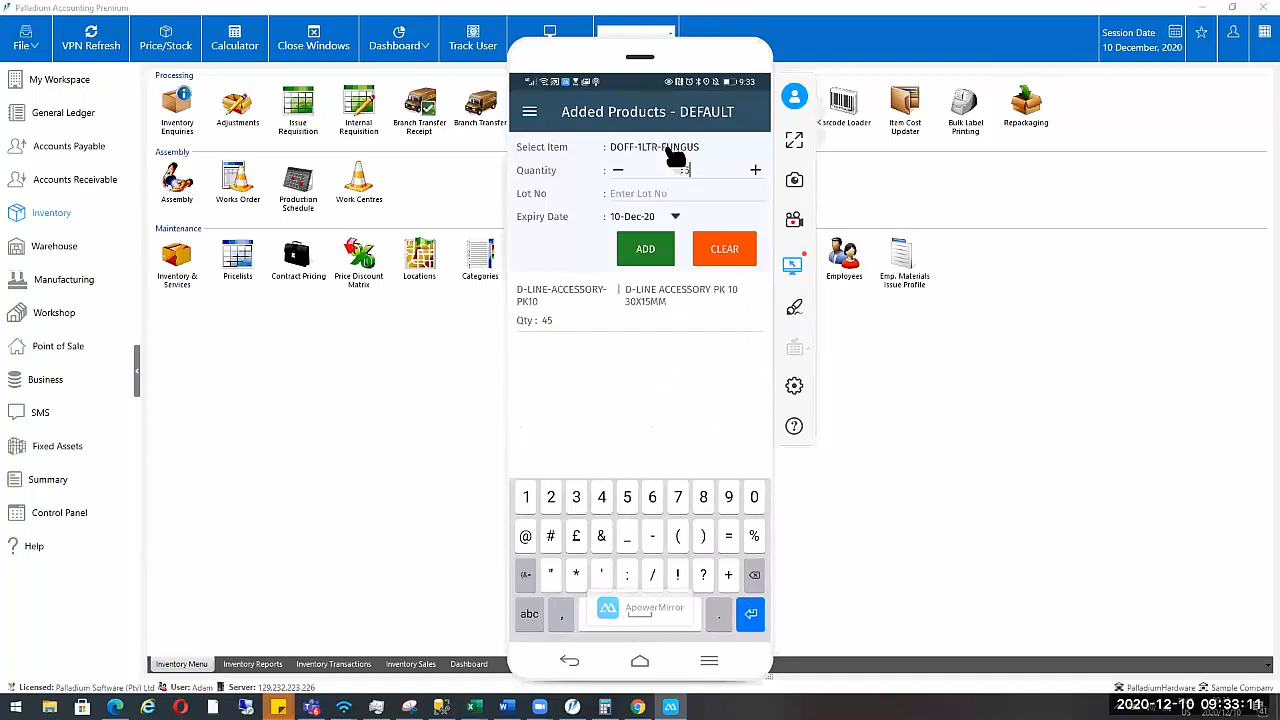 Palladium Accounting Premium
File
VPN Refresh
Price/Stock
Calculator
Close Windows
Dashboard
Track User
Session Date
10 December, 2020
My Workspace
General Ledger
Accounts Payable
Accounts Receivable
Inventory
Warehouse
Manufacturing
Workshop
Point of Sale
Business
SMS
Fixed Assets
Summary
Control Panel
Help
Processing
Inventory
Enquiries
Adjustments
Issue
Requisition
Internal
Requisition
Branch Transfer
Receipt
Branch Transfer
Barcode Loader
Item Cost
Updater
Bulk Label
Printing
Repackaging
Assembly
Assembly
Works Order
Production
Schedule
Work Centres
Maintenance
Inventory &
Services
Pricelists
Contract Pricing
Price Discount
Matrix
Locations
Categories
Employees
Emp. Materials
Issue Profile
9:33
Added Products - DEFAULT
Select Item : DOFF-1LTR-FUNGUS
Quantity : − +
Lot No : Enter Lot No
Expiry Date : 10-Dec-20
ADD
CLEAR
D-LINE-ACCESSORY-PK10 | D-LINE ACCESSORY PK 10
30X15MM
Qty : 45
1 2 3 4 5 6 7 8 9 0
@ # £ & _ - ( ) = %
{&= " * ' : / ! ? +
abc , ApowerMirror .
Inventory Menu
Inventory Reports
Inventory Transactions
Inventory Sales
Dashboard
Licensed: Palladium Software (Pty) Ltd
User: Adam
Server: 129.232.223.226
PalladiumHardware
Sample Company
2020-12-10 09:33:11